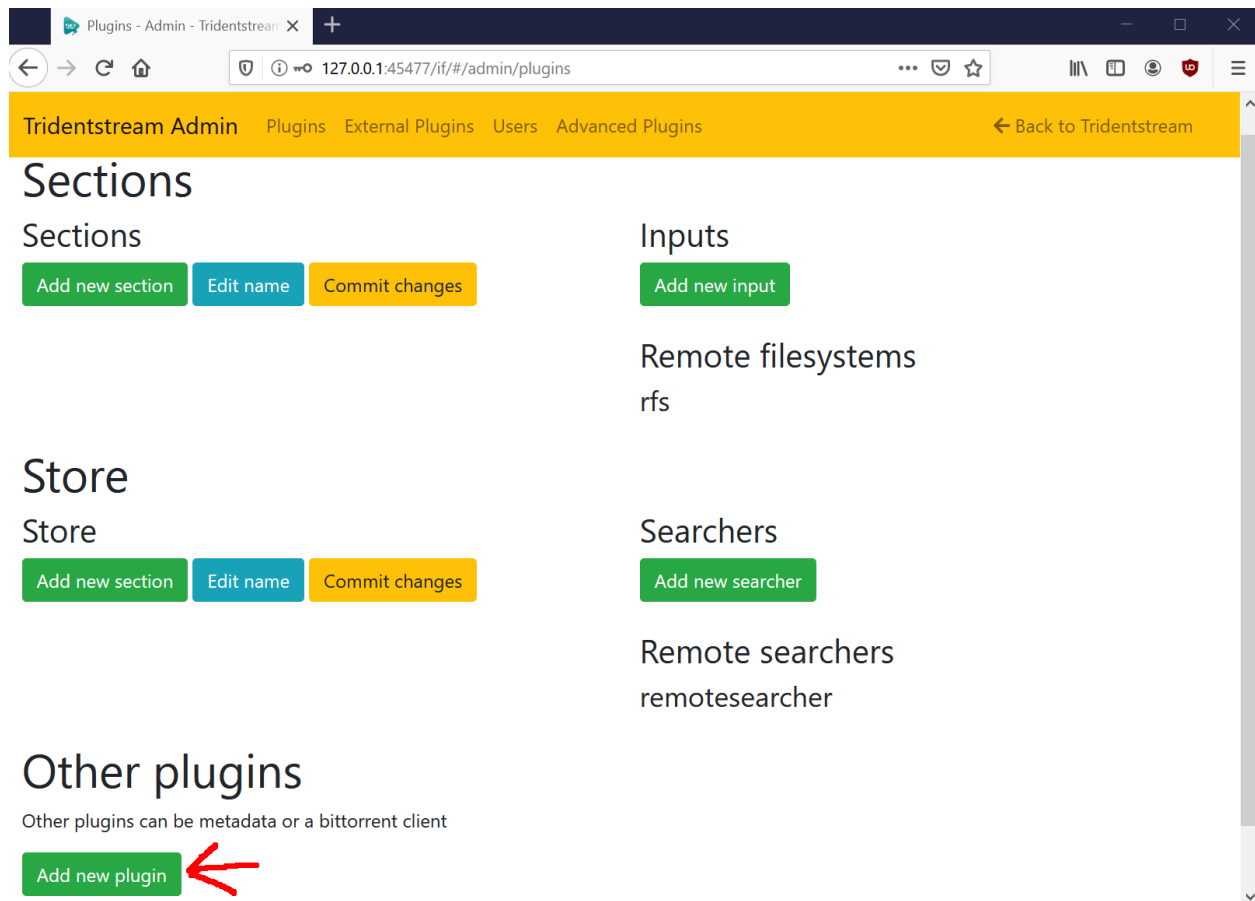 Plugins - Admin - Tridentstream
127.0.0.1:45477/if/#/admin/plugins
Tridentstream Admin Plugins External Plugins Users Advanced Plugins Back to Tridentstream
Sections
Sections
Add new section Edit name Commit changes
Inputs
Add new input
Remote filesystems
rfs
Store
Store
Add new section Edit name Commit changes
Searchers
Add new searcher
Remote searchers
remotesearcher
Other plugins
Other plugins can be metadata or a bittorrent client
Add new plugin